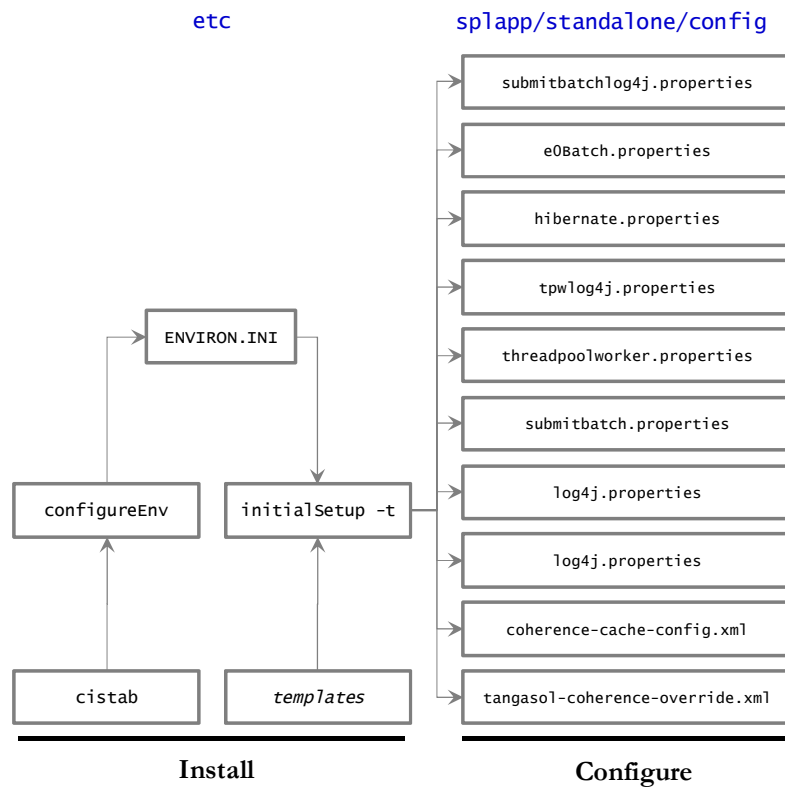 etc
splapp/standalone/config
submitbatchlog4j.properties
e0Batch.properties
hibernate.properties
tpwlog4j.properties
ENVIRON.INI
threadpoolworker.properties
submitbatch.properties
configureEnv
initialSetup -t
log4j.properties
log4j.properties
coherence-cache-config.xml
cistab
templates
tangasol-coherence-override.xml
Install
Configure